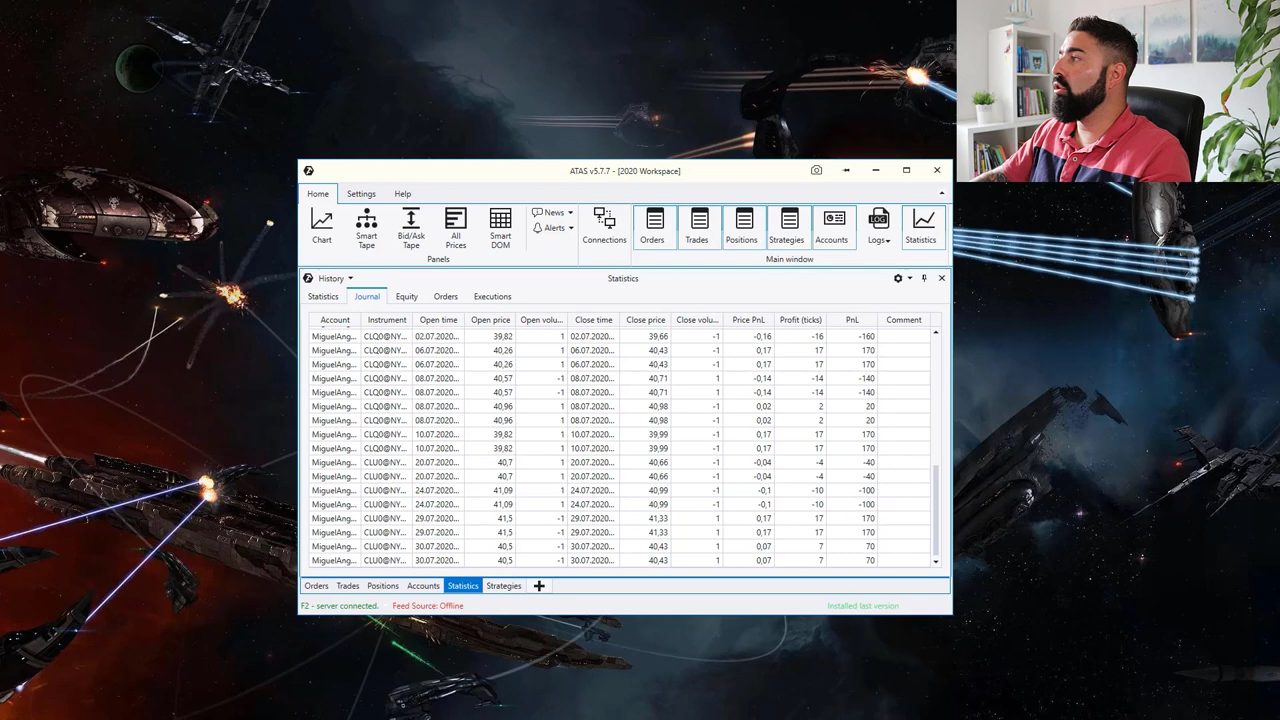 ATAS v5.7.7 - [2020 Workspace]
Home Settings Help
Chart Smart Tape Bid/Ask Tape All Prices Smart DOM News Alerts Connections Orders Trades Positions Strategies Accounts LOG Logs Statistics
Panels Main window
History Statistics
Statistics Journal Equity Orders Executions
Account Instrument Open time Open price Open volu... Close time Close price Close volu... Price PnL Profit (ticks) PnL Comment
MiguelAng... CLQ0@NY... 02.07.2020... 39,82 1 02.07.2020... 39,66 -1 -0,16 -16 -160
MiguelAng... CLQ0@NY... 06.07.2020... 40,26 1 06.07.2020... 40,43 -1 0,17 17 170
MiguelAng... CLQ0@NY... 06.07.2020... 40,26 1 06.07.2020... 40,43 -1 0,17 17 170
MiguelAng... CLQ0@NY... 08.07.2020... 40,57 -1 08.07.2020... 40,71 1 -0,14 -14 -140
MiguelAng... CLQ0@NY... 08.07.2020... 40,57 -1 08.07.2020... 40,71 1 -0,14 -14 -140
MiguelAng... CLQ0@NY... 08.07.2020... 40,96 1 08.07.2020... 40,98 -1 0,02 2 20
MiguelAng... CLQ0@NY... 08.07.2020... 40,96 1 08.07.2020... 40,98 -1 0,02 2 20
MiguelAng... CLQ0@NY... 10.07.2020... 39,82 1 10.07.2020... 39,99 -1 0,17 17 170
MiguelAng... CLQ0@NY... 10.07.2020... 39,82 1 10.07.2020... 39,99 -1 0,17 17 170
MiguelAng... CLU0@NY... 20.07.2020... 40,7 1 20.07.2020... 40,66 -1 -0,04 -4 -40
MiguelAng... CLU0@NY... 20.07.2020... 40,7 1 20.07.2020... 40,66 -1 -0,04 -4 -40
MiguelAng... CLU0@NY... 24.07.2020... 41,09 1 24.07.2020... 40,99 -1 -0,1 -10 -100
MiguelAng... CLU0@NY... 24.07.2020... 41,09 1 24.07.2020... 40,99 -1 -0,1 -10 -100
MiguelAng... CLU0@NY... 29.07.2020... 41,5 -1 29.07.2020... 41,33 1 0,17 17 170
MiguelAng... CLU0@NY... 29.07.2020... 41,5 -1 29.07.2020... 41,33 1 0,17 17 170
MiguelAng... CLU0@NY... 30.07.2020... 40,5 -1 30.07.2020... 40,43 1 0,07 7 70
MiguelAng... CLU0@NY... 30.07.2020... 40,5 -1 30.07.2020... 40,43 1 0,07 7 70
Orders Trades Positions Accounts Statistics Strategies
F2 - server connected. Feed Source: Offline Installed last version